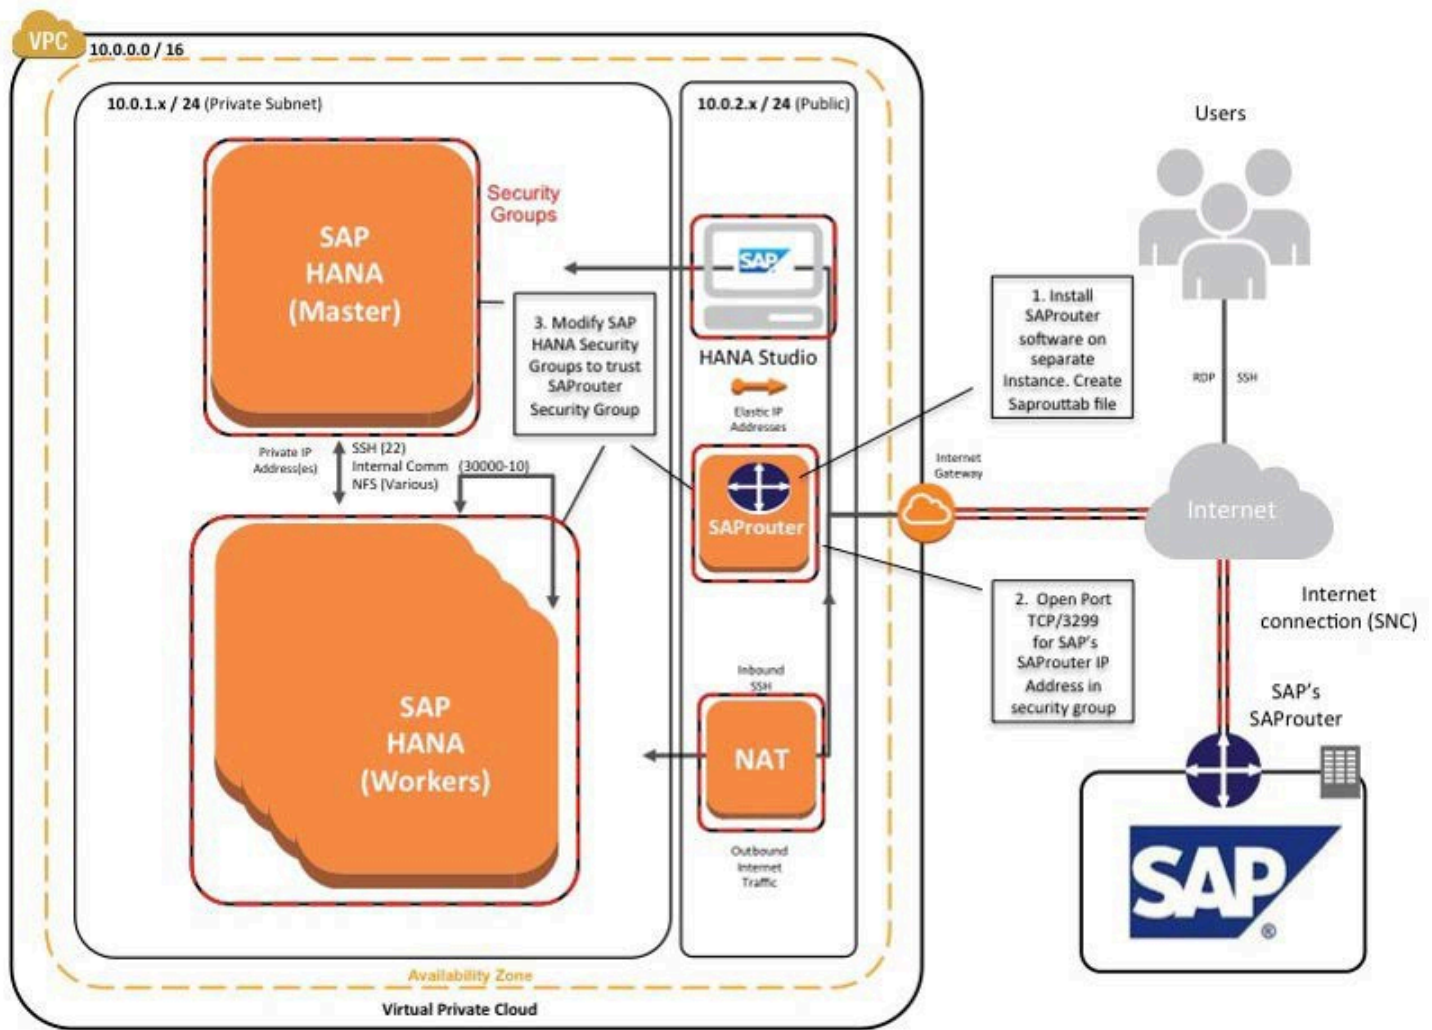 VPC
10.0.0.0 / 16
10.0.1.x / 24 (Private Subnet)
SAP
HANA
(Master)
Security
Groups
3. Modify SAP
HANA Security
Groups to trust
SAProuter
Security Group
Private IP
Address(es)
SSH (22)
Internal Comm (30000-10)
NFS (Various)
SAP
HANA
(Workers)
10.0.2.x / 24 (Public)
SAP
HANA Studio
Elastic IP
Addresses
SAProuter
Inbound
SSH
NAT
Outbound
Internet
Traffic
Availability Zone
Virtual Private Cloud
Users
1. Install
SAProuter
software on
separate
Instance. Create
Saprouttab file
RDP
SSH
Internet
Gateway
Internet
2. Open Port
TCP/3299
for SAP's
SAProuter IP
Address in
security group
Internet
connection (SNC)
SAP's
SAProuter
SAP
®